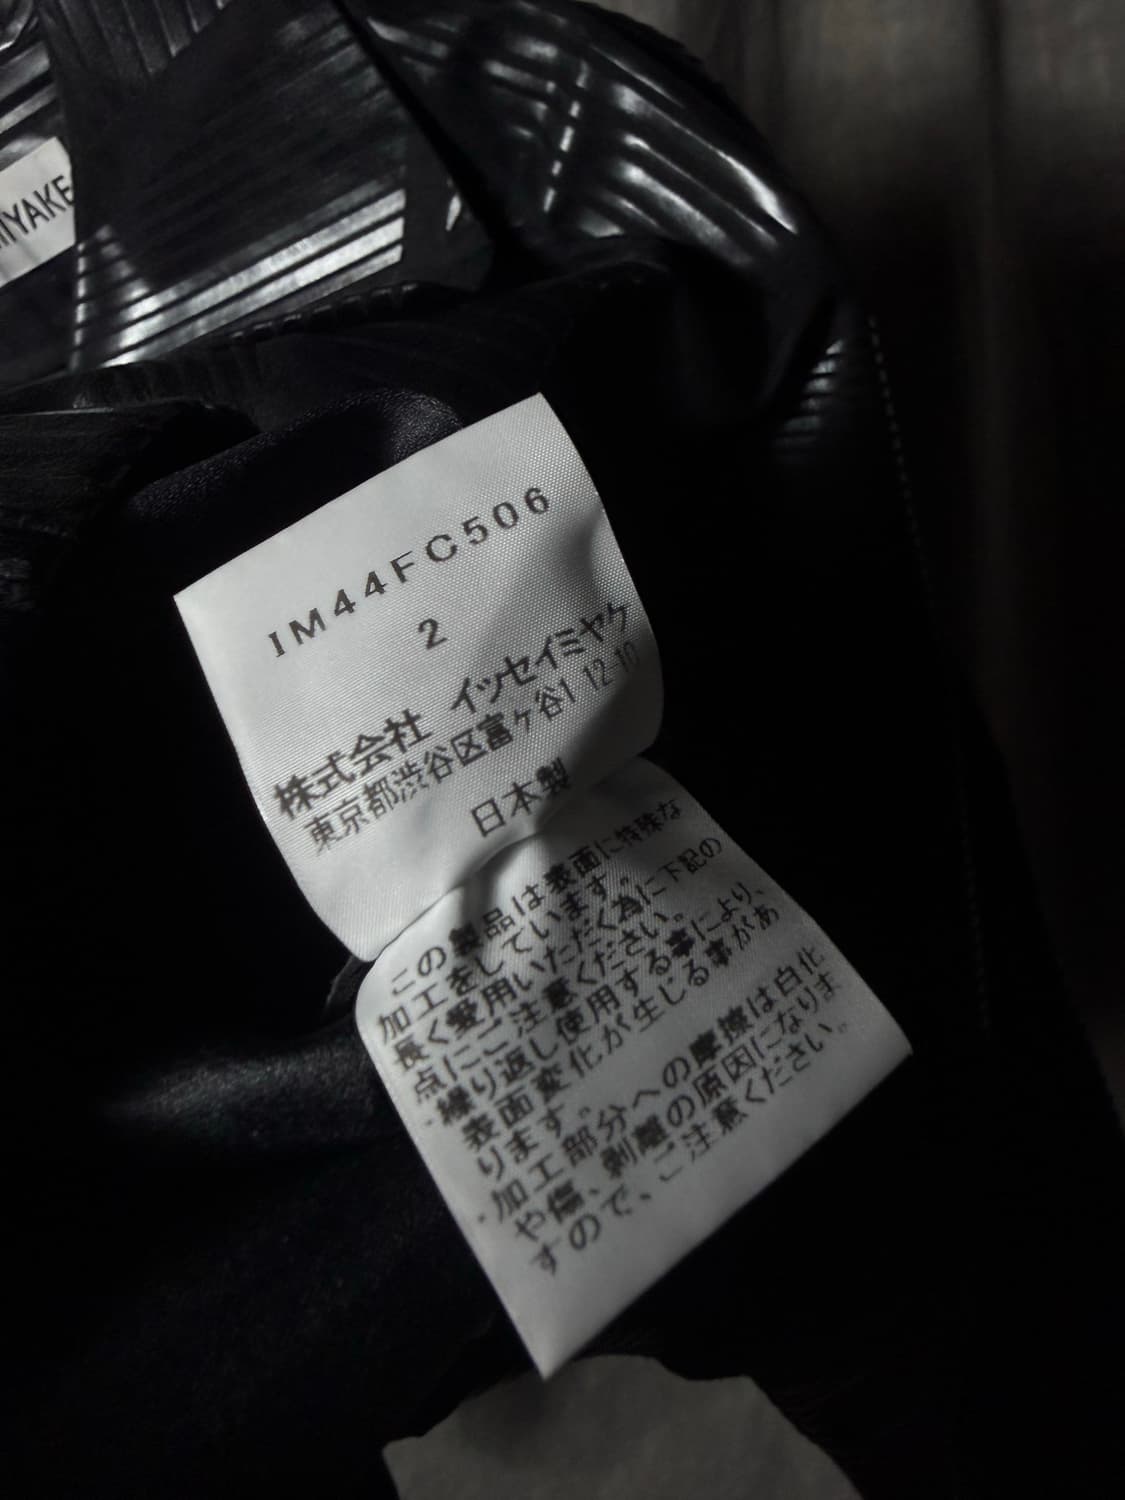 MIYAKE
IM44FC506
2
株式会社 イッセイミヤケ
東京都渋谷区富ヶ谷1 12-10
日本製
この製品は表面に特殊な
加工をしています。
長く愛用いただく為に下記の
点にご注意ください。
・繰り返し使用する事により、
表面変化が生じる事があ
ります。
・加工部分への摩擦は白化
や傷、剥離の原因になりま
すので、ご注意ください。